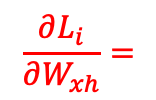 ∂L_i/∂W_xh =